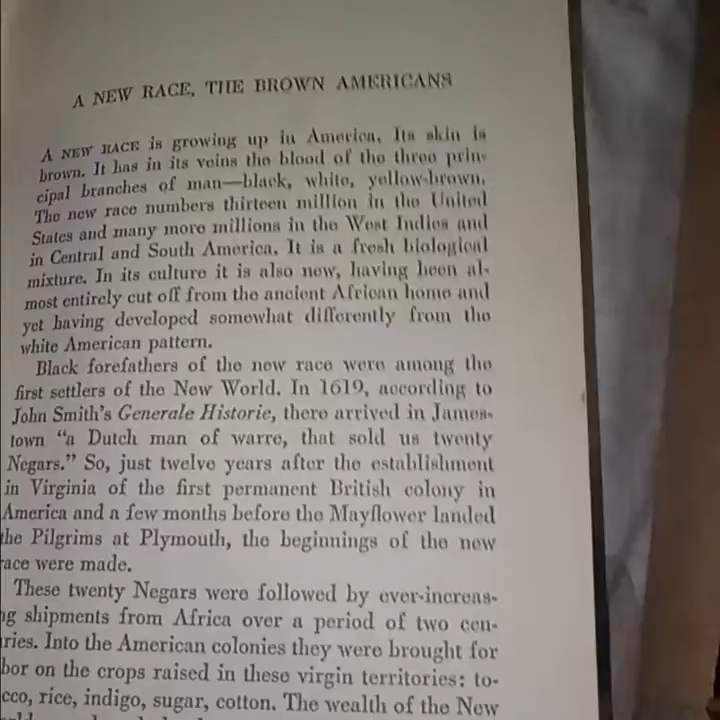 A NEW RACE, THE BROWN AMERICANS
A NEW RACE is growing up in America. Its skin is
brown. It has in its veins the blood of the three prin-
cipal branches of man—black, white, yellow-brown.
The new race numbers thirteen million in the United
States and many more millions in the West Indies and
in Central and South America. It is a fresh biological
mixture. In its culture it is also new, having been al-
most entirely cut off from the ancient African home and
yet having developed somewhat differently from the
white American pattern.
Black forefathers of the new race were among the
first settlers of the New World. In 1619, according to
John Smith's Generale Historie, there arrived in James-
town "a Dutch man of warre, that sold us twenty
Negars." So, just twelve years after the establishment
in Virginia of the first permanent British colony in
America and a few months before the Mayflower landed
the Pilgrims at Plymouth, the beginnings of the new
ace were made.
These twenty Negars were followed by ever-increas-
ng shipments from Africa over a period of two cen-
ries. Into the American colonies they were brought for
bor on the crops raised in these virgin territories: to-
cco, rice, indigo, sugar, cotton. The wealth of the New